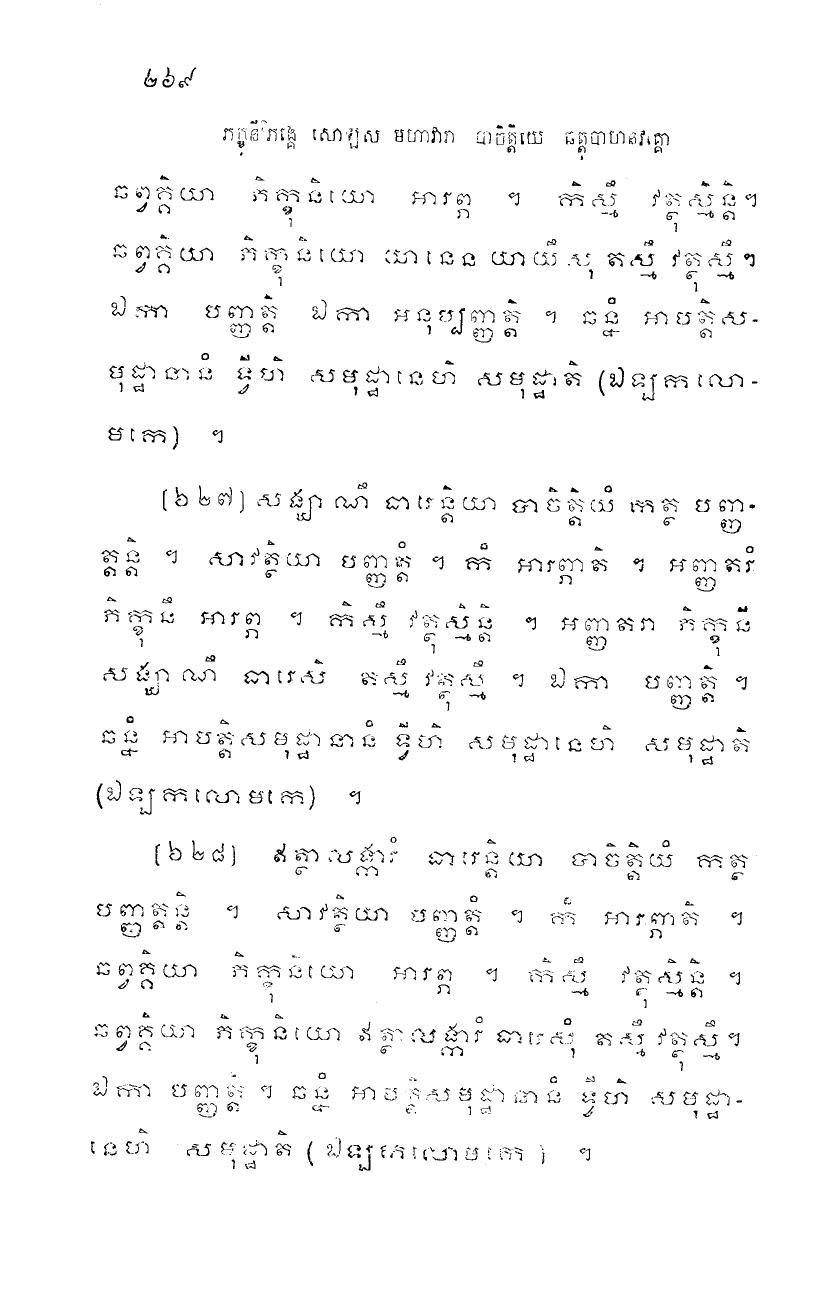 ២៦៩
ភិក្ខុនីវិភង្គេ សោឡស មហាវារា បាចិត្តិយេ ឆត្តុបាហនវគ្គោ
ឆព្វគ្គិយា ភិក្ខុនិយោ អារព្ភ ។ កិស្មឹ វត្ថុស្មិន្តិ។
ឆព្វគ្គិយា ភិក្ខុនិយោ យានេន យាយឹសុ តស្មឹ វត្ថុស្មឹ។
ឯកា បញ្ញត្តិ ឯកា អនុប្បញ្ញត្តិ ។ ឆន្នំ អាបត្តិស-
មុដ្ឋានានំ ទ្វីហិ សមុដ្ឋានេហិ សមុដ្ឋាតិ (ឯឡកលោ-
មកេ) ។
[៦២៧] សង្ឃាណឹ ធារេន្តិយា បាចិត្តិយំ កត្ថ បញ្ញ-
ត្តន្តិ ។ សាវត្ថិយា បញ្ញត្តំ ។ កំ អារព្ភាតិ ។ អញ្ញតរំ
ភិក្ខុនឹ អារព្ភ ។ កិស្មឹ វត្ថុស្មិន្តិ ។ អញ្ញតរា ភិក្ខុនី
សង្ឃាណឹ ធារេសិ តស្មឹ វត្ថុស្មឹ ។ ឯកា បញ្ញត្តិ ។
ឆន្នំ អាបត្តិសមុដ្ឋានានំ ទ្វីហិ សមុដ្ឋានេហិ សមុដ្ឋាតិ
(ឯឡកលោមកេ) ។
[៦២៨] ឥត្ថាលង្ការំ ធារេន្តិយា បាចិត្តិយំ កត្ថ
បញ្ញត្តន្តិ ។ សាវត្ថិយា បញ្ញត្តំ ។ កំ អារព្ភាតិ ។
ឆព្វគ្គិយា ភិក្ខុនិយោ អារព្ភ ។ កិស្មឹ វត្ថុស្មិន្តិ ។
ឆព្វគ្គិយា ភិក្ខុនិយោ ឥត្ថាលង្ការំ ធារេសុំ តស្មឹ វត្ថុស្មឹ។
ឯកា បញ្ញត្តិ ។ ឆន្នំ អាបត្តិសមុដ្ឋានានំ ទ្វីហិ សមុដ្ឋា-
នេហិ សមុដ្ឋាតិ (ឯឡកលោមកេ) ។